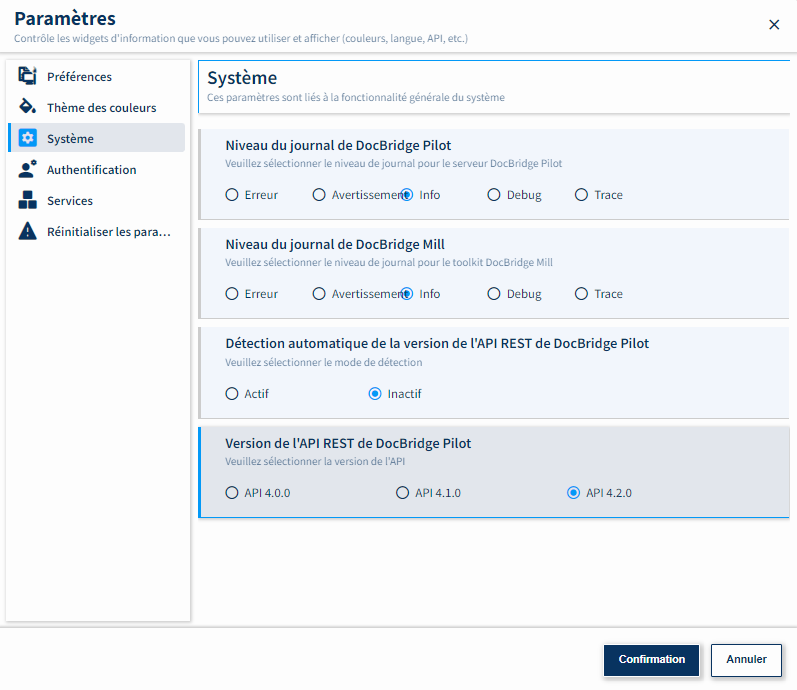 Paramètres
Contrôle les widgets d'information que vous pouvez utiliser et afficher (couleurs, langue, API, etc.)
Préférences
Thème des couleurs
Système
Authentification
Services
Réinitialiser les para...
Système
Ces paramètres sont liés à la fonctionnalité générale du système
Niveau du journal de DocBridge Pilot
Veuillez sélectionner le niveau de journal pour le serveur DocBridge Pilot
Erreur Avertissement Info Debug Trace
Niveau du journal de DocBridge Mill
Veuillez sélectionner le niveau de journal pour le toolkit DocBridge Mill
Erreur Avertissement Info Debug Trace
Détection automatique de la version de l'API REST de DocBridge Pilot
Veuillez sélectionner le mode de détection
Actif Inactif
Version de l'API REST de DocBridge Pilot
Veuillez sélectionner la version de l'API
API 4.0.0 API 4.1.0 API 4.2.0
Confirmation Annuler